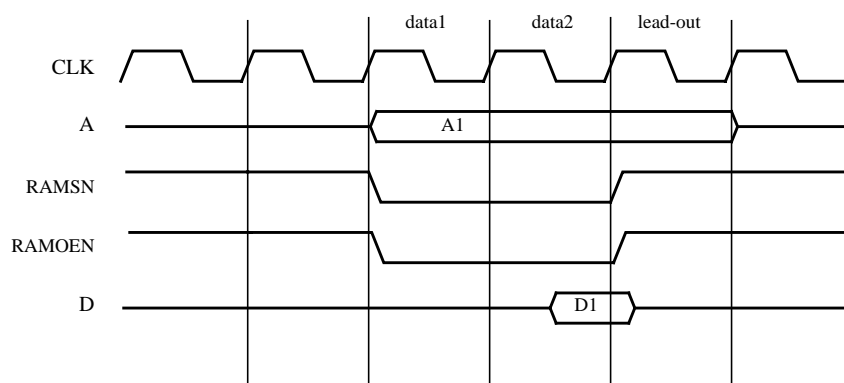 data1 data2 lead-out
CLK
A
A1
RAMSN
RAMOEN
D
D1